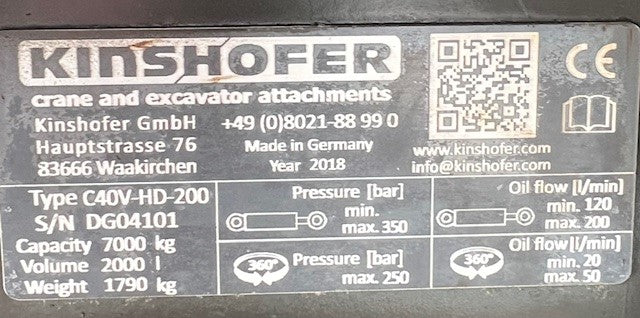 KINSHOFER
crane and excavator attachments
Kinshofer GmbH +49 (0)8021-88 99 0
Hauptstrasse 76 Made in Germany
83666 Waakirchen Year 2018
www.kinshofer.com
info@kinshofer.com
CE
Type C40V-HD-200
S/N DG04101
Capacity 7000 kg
Volume 2000 l
Weight 1790 kg
Pressure [bar]
min.
max. 350
Oil flow [l/min]
min. 120
max. 200
360°
Pressure [bar]
max. 250
360°
Oil flow [l/min]
min. 20
max. 50